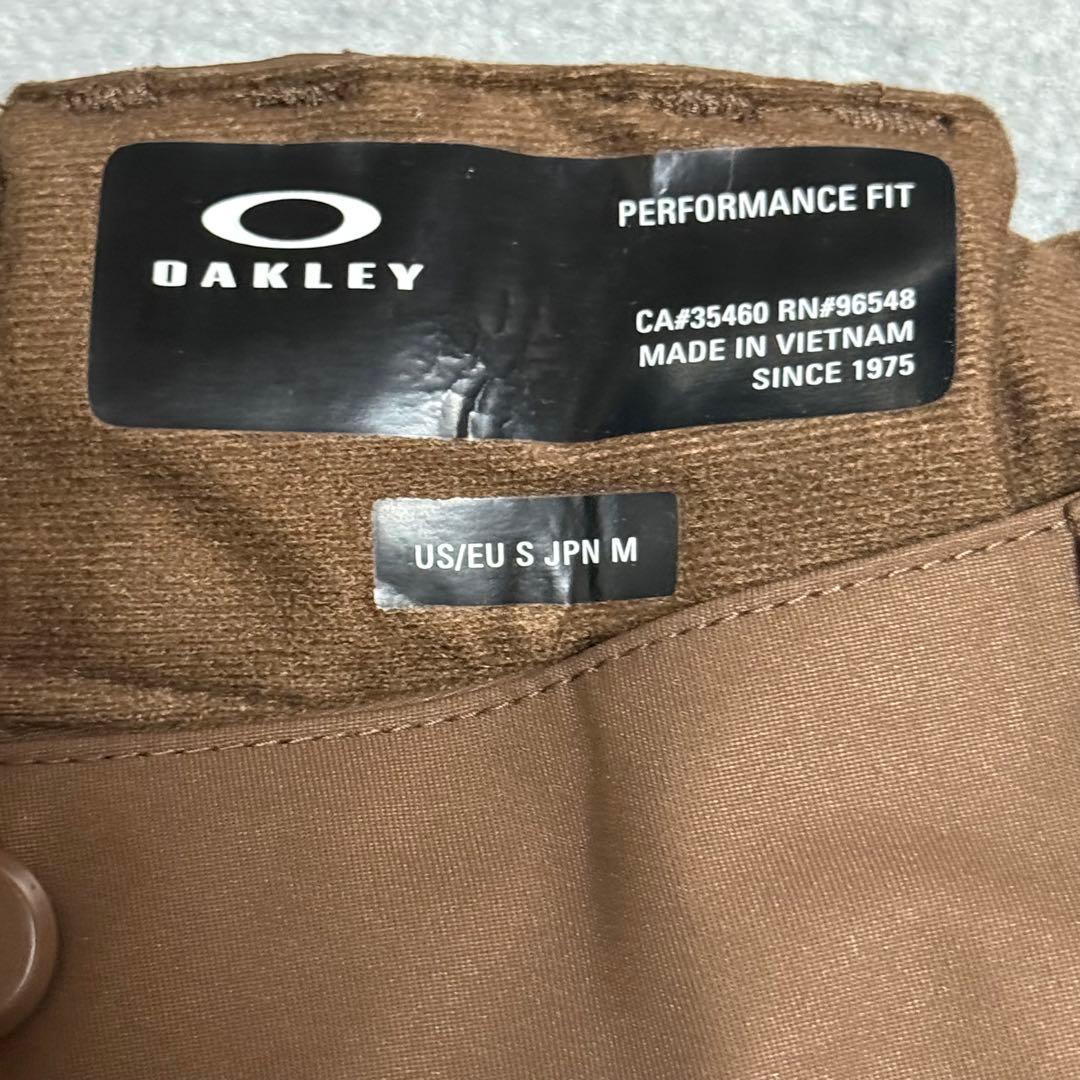 OAKLEY
PERFORMANCE FIT
CA#35460 RN#96548
MADE IN VIETNAM
SINCE 1975
US/EU S JPN M